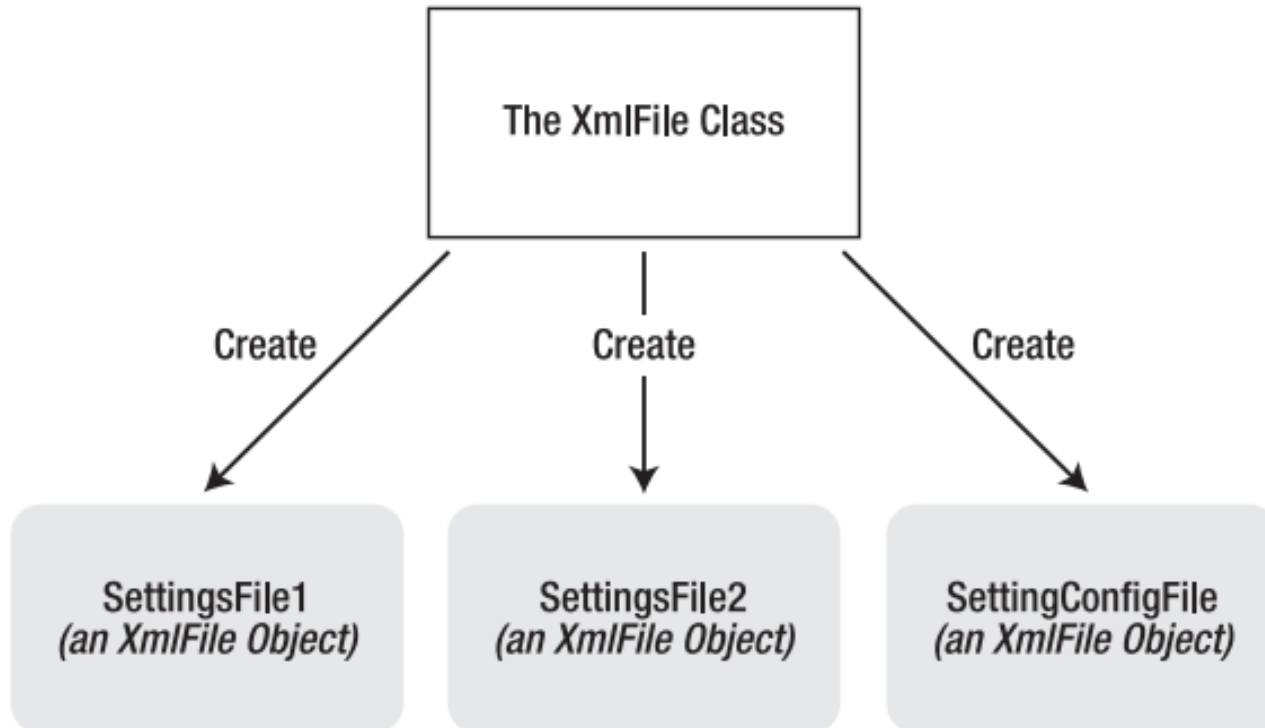 The XmlFile Class
Create
Create
Create
SettingsFile1
(an XmlFile Object)
SettingsFile2
(an XmlFile Object)
SettingConfigFile
(an XmlFile Object)